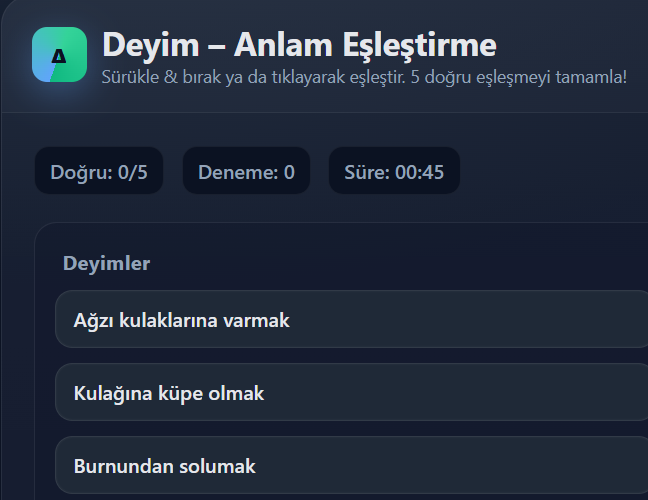 Δ
Deyim – Anlam Eşleştirme
Sürükle & bırak ya da tıklayarak eşleştir. 5 doğru eşleşmeyi tamamla!
Doğru: 0/5
Deneme: 0
Süre: 00:45
Deyimler
Ağzı kulaklarına varmak
Kulağına küpe olmak
Burnundan solumak